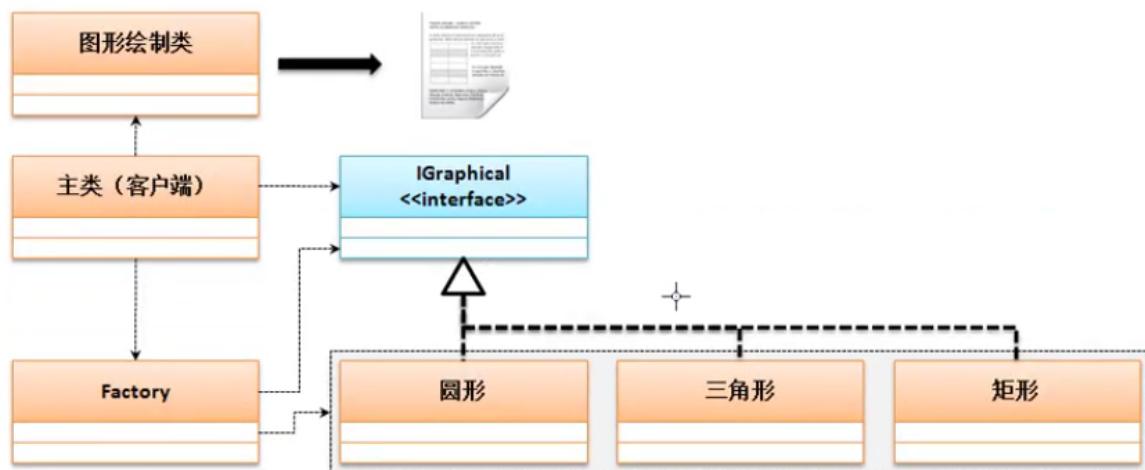 图形绘制类
主类（客户端）
IGraphical
<<interface>>
Factory
圆形
三角形
矩形